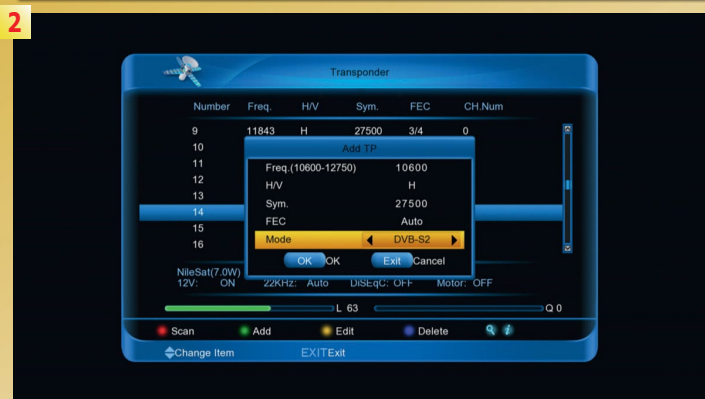 2
Transponder
Number Freq. H/V Sym. FEC CH.Num
9 11843 H 27500 3/4 0
10
Add TP
11
Freq.(10600-12750) 10600
12
H/V H
13
Sym. 27500
14
FEC Auto
15
Mode DVB-S2
16
OK OK Exit Cancel
NileSat(7.0W)
12V: ON 22KHz: Auto DiSEqC: OFF Motor: OFF
L 63 Q 0
Scan Add Edit Delete i
Change Item EXIT Exit